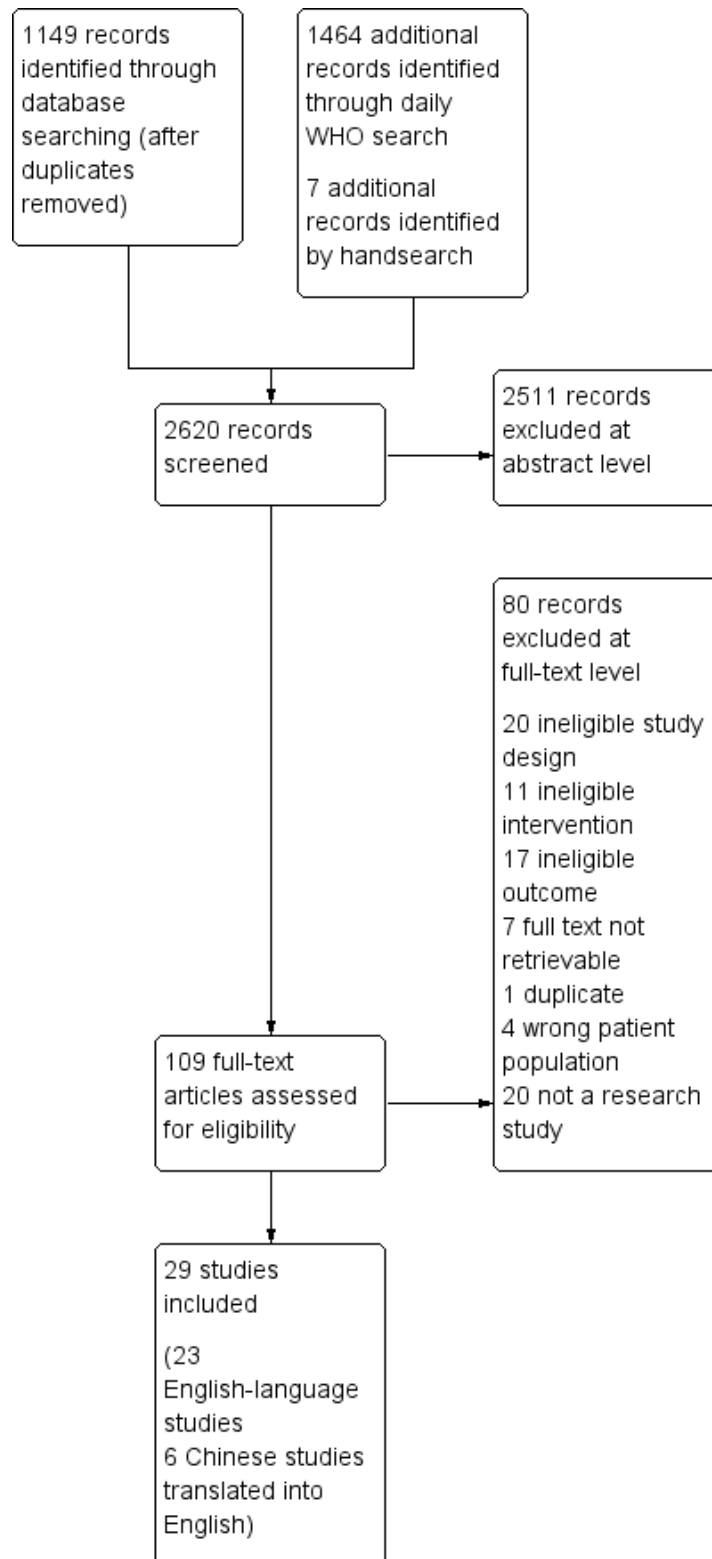 1149 records
identified through
database
searching (after
duplicates
removed)
1464 additional
records identified
through daily
WHO search
7 additional
records identified
by handsearch
2620 records
screened
2511 records
excluded at
abstract level
80 records
excluded at
full-text level
20 ineligible study
design
11 ineligible
intervention
17 ineligible
outcome
7 full text not
retrievable
1 duplicate
4 wrong patient
population
20 not a research
study
109 full-text
articles assessed
for eligibility
29 studies
included
(23
English-language
studies
6 Chinese studies
translated into
English)